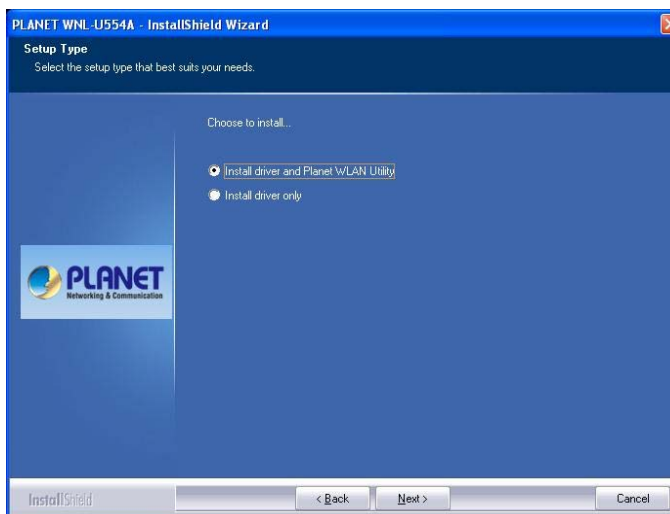 PLANET WNL-U554A - InstallShield Wizard
Setup Type
Select the setup type that best suits your needs.
Choose to install...
Install driver and Planet WLAN Utility
Install driver only
PLANET
Networking & Communication
InstallShield
< Back
Next >
Cancel